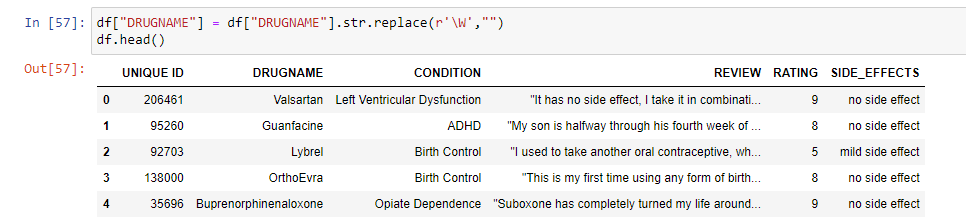 In [57]: df["DRUGNAME"] = df["DRUGNAME"].str.replace(r'\W',"")
df.head()
Out[57]:
UNIQUE ID DRUGNAME CONDITION REVIEW RATING SIDE_EFFECTS
0 206461 Valsartan Left Ventricular Dysfunction "It has no side effect, I take it in combinati... 9 no side effect
1 95260 Guanfacine ADHD "My son is halfway through his fourth week of ... 8 no side effect
2 92703 Lybrel Birth Control "I used to take another oral contraceptive, wh... 5 mild side effect
3 138000 OrthoEvra Birth Control "This is my first time using any form of birth... 8 no side effect
4 35696 Buprenorphinenaloxone Opiate Dependence "Suboxone has completely turned my life around... 9 no side effect